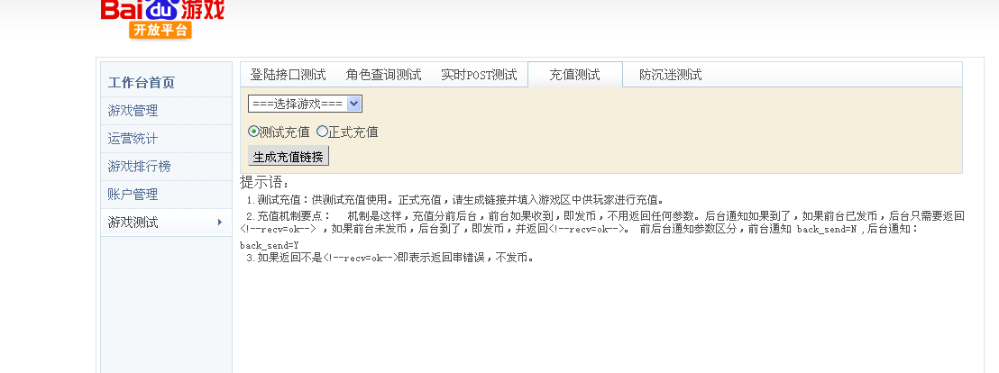 Baidu游戏
开放平台
工作台首页
游戏管理
运营统计
游戏排行榜
账户管理
游戏测试
登陆接口测试 角色查询测试 实时POST测试 充值测试 防沉迷测试
===选择游戏===
测试充值 正式充值
生成充值链接
提示语：
1.测试充值：供测试充值使用。正式充值，请生成链接并填入游戏区中供玩家进行充值。
2.充值机制要点： 机制是这样，充值分前后台，前台如果收到，即发币，不用返回任何参数。后台通知如果到了，如果前台已发币，后台只需要返回
<!--recv=ok--> ，如果前台未发币，后台到了，即发币，并返回<!--recv=ok-->。 前后台通知参数区分，前台通知 back_send=N ,后台通知：
back_send=Y
3.如果返回不是<!--recv=ok-->即表示返回串错误，不发币。